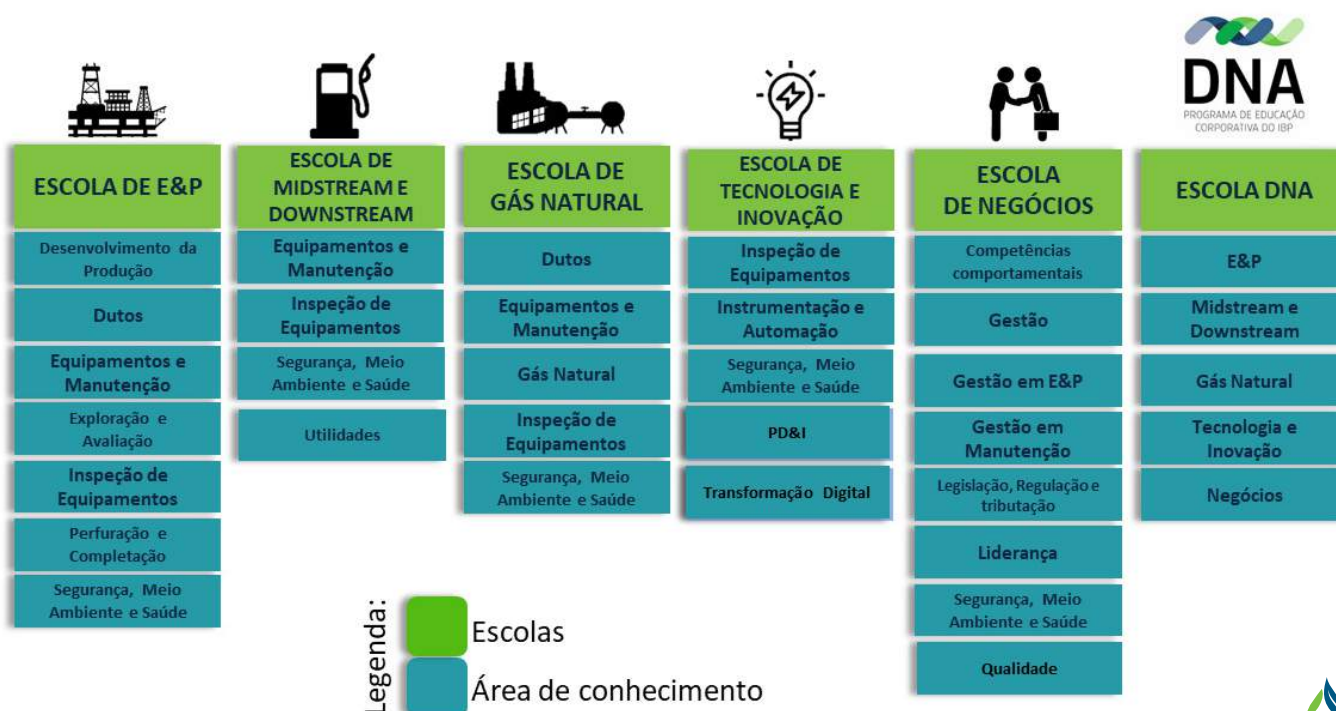 DNA
PROGRAMA DE EDUCAÇÃO
CORPORATIVA DO IBP
ESCOLA DE E&P
Desenvolvimento da
Produção
Dutos
Equipamentos e
Manutenção
Exploração e
Avaliação
Inspeção de
Equipamentos
Perfuração e
Completação
Segurança, Meio
Ambiente e Saúde
ESCOLA DE
MIDSTREAM E
DOWNSTREAM
Equipamentos e
Manutenção
Inspeção de
Equipamentos
Segurança, Meio
Ambiente e Saúde
Utilidades
ESCOLA DE
GÁS NATURAL
Dutos
Equipamentos e
Manutenção
Gás Natural
Inspeção de
Equipamentos
Segurança, Meio
Ambiente e Saúde
ESCOLA DE
TECNOLOGIA E
INOVAÇÃO
Inspeção de
Equipamentos
Instrumentação e
Automação
Segurança, Meio
Ambiente e Saúde
PD&I
Transformação Digital
ESCOLA
DE NEGÓCIOS
Competências
comportamentais
Gestão
Gestão em E&P
Gestão em
Manutenção
Legislação, Regulação e
tributação
Liderança
Segurança, Meio
Ambiente e Saúde
Qualidade
ESCOLA DNA
E&P
Midstream e
Downstream
Gás Natural
Tecnologia e
Inovação
Negócios
Legenda:
Escolas
Área de conhecimento